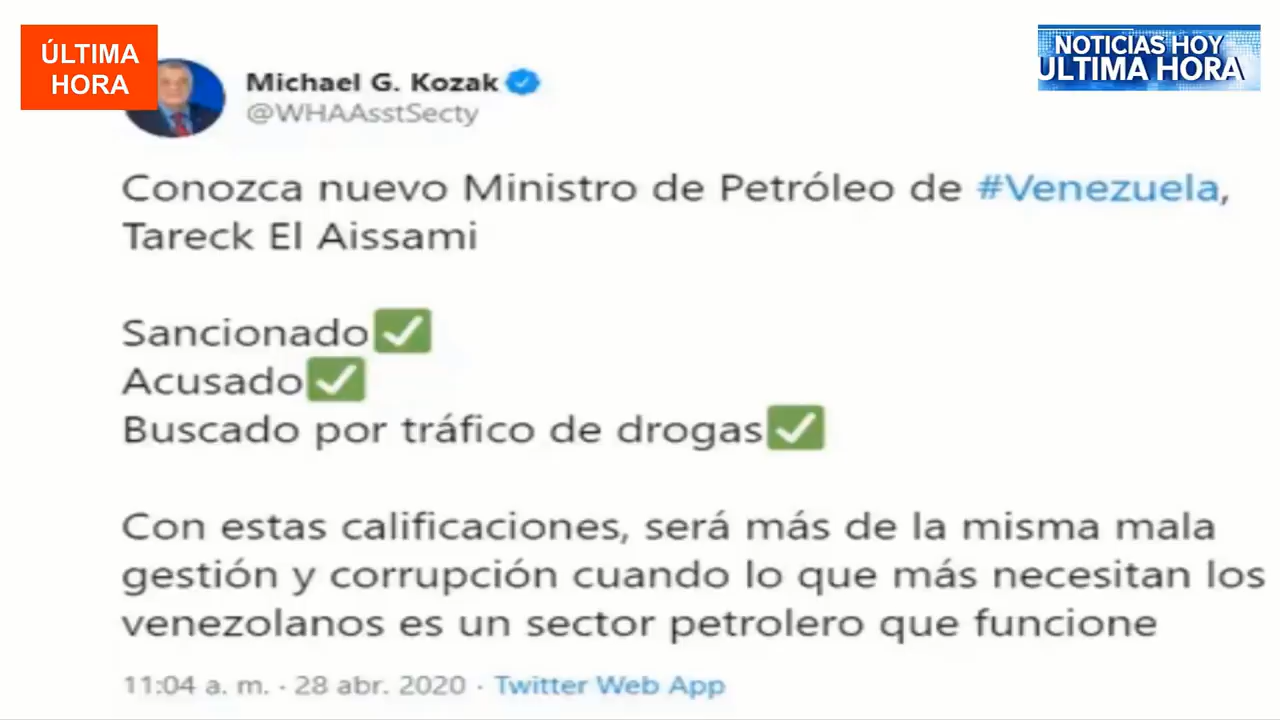 ÚLTIMA
HORA
NOTICIAS HOY
ULTIMA HORA
Michael G. Kozak
@WHAAsstSecty
Conozca nuevo Ministro de Petróleo de #Venezuela,
Tareck El Aissami
Sancionado✅
Acusado✅
Buscado por tráfico de drogas✅
Con estas calificaciones, será más de la misma mala
gestión y corrupción cuando lo que más necesitan los
venezolanos es un sector petrolero que funcione
11:04 a. m. · 28 abr. 2020 · Twitter Web App